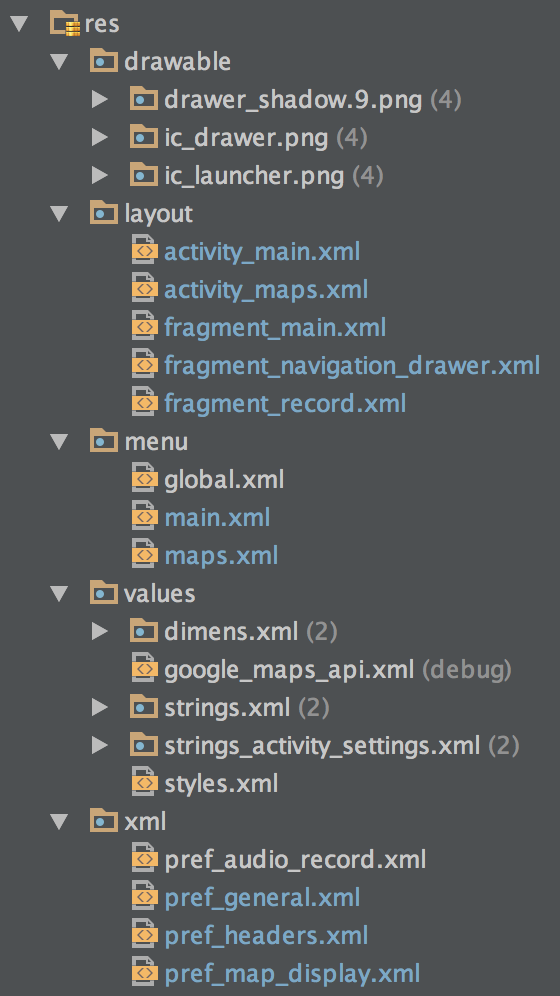 res
drawable
drawer_shadow.9.png (4)
ic_drawer.png (4)
ic_launcher.png (4)
layout
activity_main.xml
activity_maps.xml
fragment_main.xml
fragment_navigation_drawer.xml
fragment_record.xml
menu
global.xml
main.xml
maps.xml
values
dimens.xml (2)
google_maps_api.xml (debug)
strings.xml (2)
strings_activity_settings.xml (2)
styles.xml
xml
pref_audio_record.xml
pref_general.xml
pref_headers.xml
pref_map_display.xml